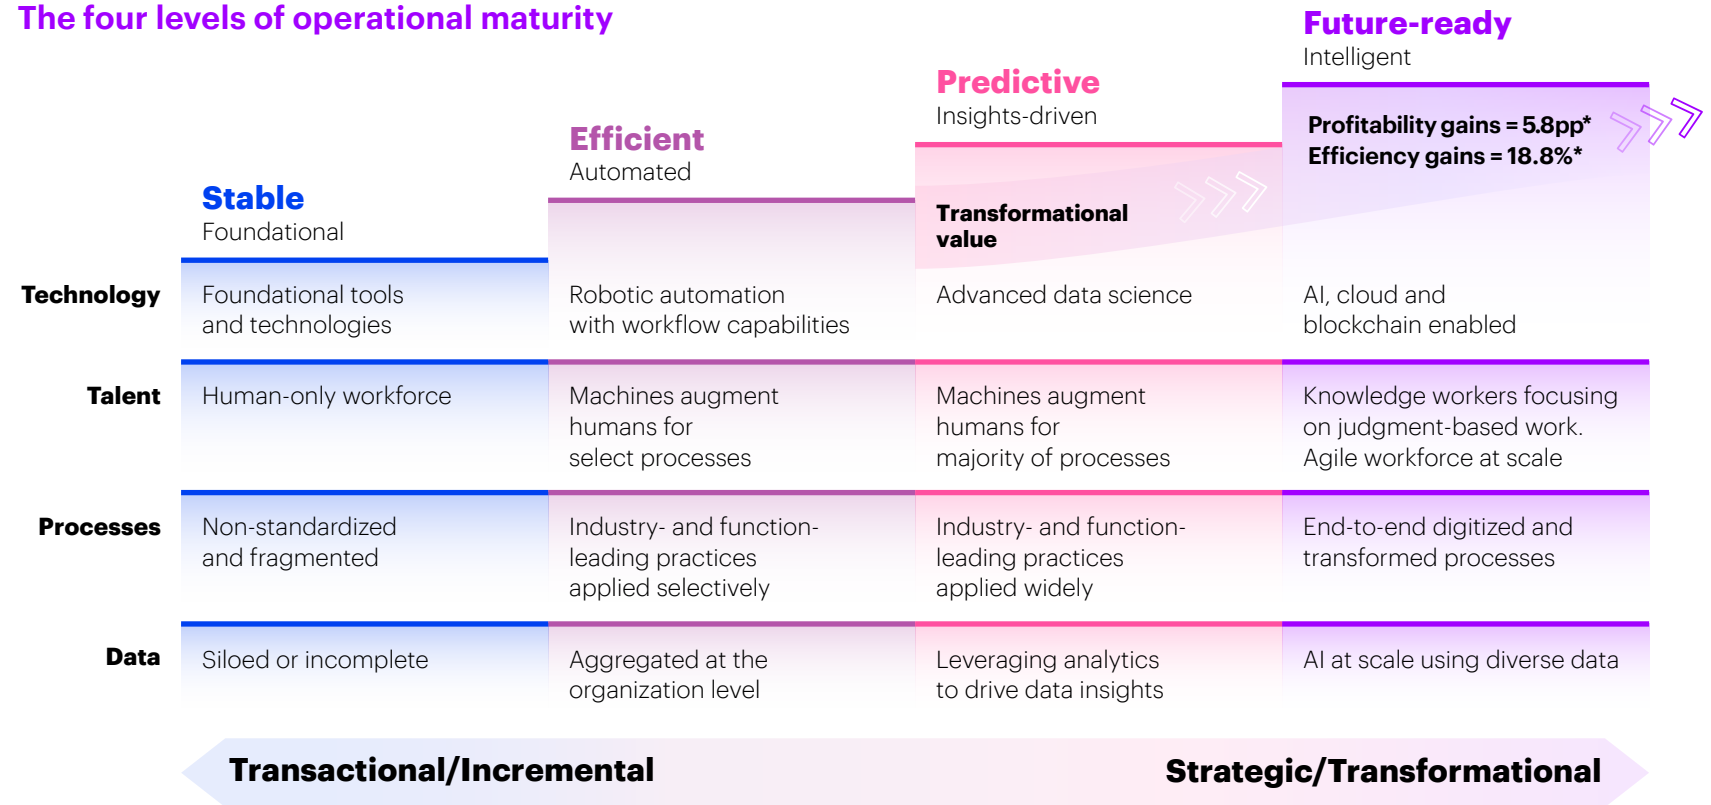 The four levels of operational maturity
Future-ready
Intelligent
Predictive
Insights-driven
Efficient
Automated
Stable
Foundational
Profitability gains = 5.8pp*
Efficiency gains = 18.8%*
Transformational
value
Technology
Foundational tools
and technologies
Robotic automation
with workflow capabilities
Advanced data science
AI, cloud and
blockchain enabled
Talent
Human-only workforce
Machines augment
humans for
select processes
Machines augment
humans for
majority of processes
Knowledge workers focusing
on judgment-based work.
Agile workforce at scale
Processes
Non-standardized
and fragmented
Industry- and function-
leading practices
applied selectively
Industry- and function-
leading practices
applied widely
End-to-end digitized and
transformed processes
Data
Siloed or incomplete
Aggregated at the
organization level
Leveraging analytics
to drive data insights
AI at scale using diverse data
Transactional/Incremental
Strategic/Transformational